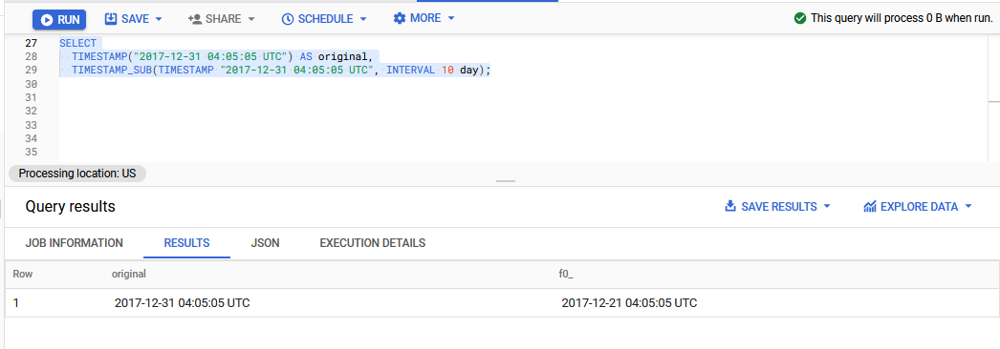 RUN SAVE SHARE SCHEDULE MORE This query will process 0 B when run.
27 SELECT
28 TIMESTAMP("2017-12-31 04:05:05 UTC") AS original,
29 TIMESTAMP_SUB(TIMESTAMP "2017-12-31 04:05:05 UTC", INTERVAL 10 day);
30
31
32
33
34
35
Processing location: US
Query results SAVE RESULTS EXPLORE DATA
JOB INFORMATION RESULTS JSON EXECUTION DETAILS
Row original f0_
1 2017-12-31 04:05:05 UTC 2017-12-21 04:05:05 UTC